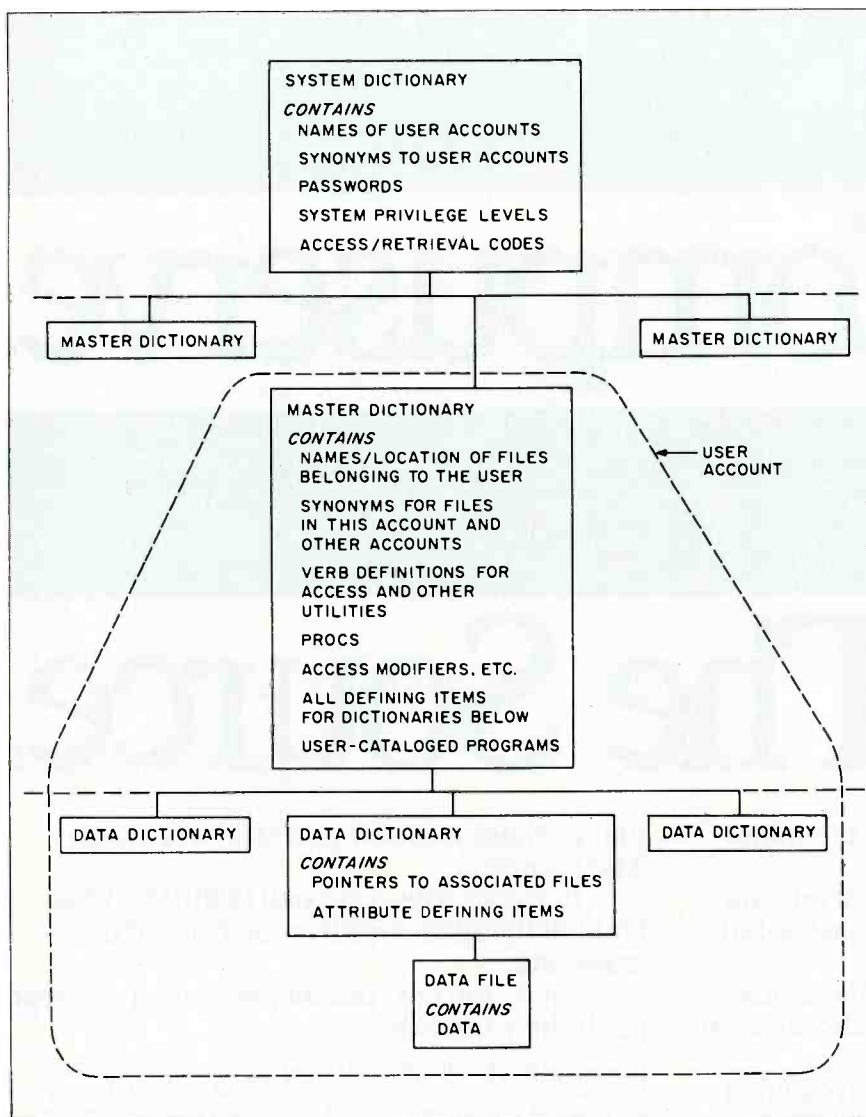 SYSTEM DICTIONARY
CONTAINS
NAMES OF USER ACCOUNTS
SYNONYMS TO USER ACCOUNTS
PASSWORDS
SYSTEM PRIVILEGE LEVELS
ACCESS/RETRIEVAL CODES
MASTER DICTIONARY
MASTER DICTIONARY
MASTER DICTIONARY
CONTAINS
NAMES/LOCATION OF FILES
BELONGING TO THE USER
SYNONYMS FOR FILES
IN THIS ACCOUNT AND
OTHER ACCOUNTS
VERB DEFINITIONS FOR
ACCESS AND OTHER
UTILITIES
PROCS
ACCESS MODIFIERS, ETC.
ALL DEFINING ITEMS
FOR DICTIONARIES BELOW
USER-CATALOGED PROGRAMS
USER
ACCOUNT
DATA DICTIONARY
DATA DICTIONARY
CONTAINS
POINTERS TO ASSOCIATED FILES
ATTRIBUTE DEFINING ITEMS
DATA DICTIONARY
DATA FILE
CONTAINS
DATA